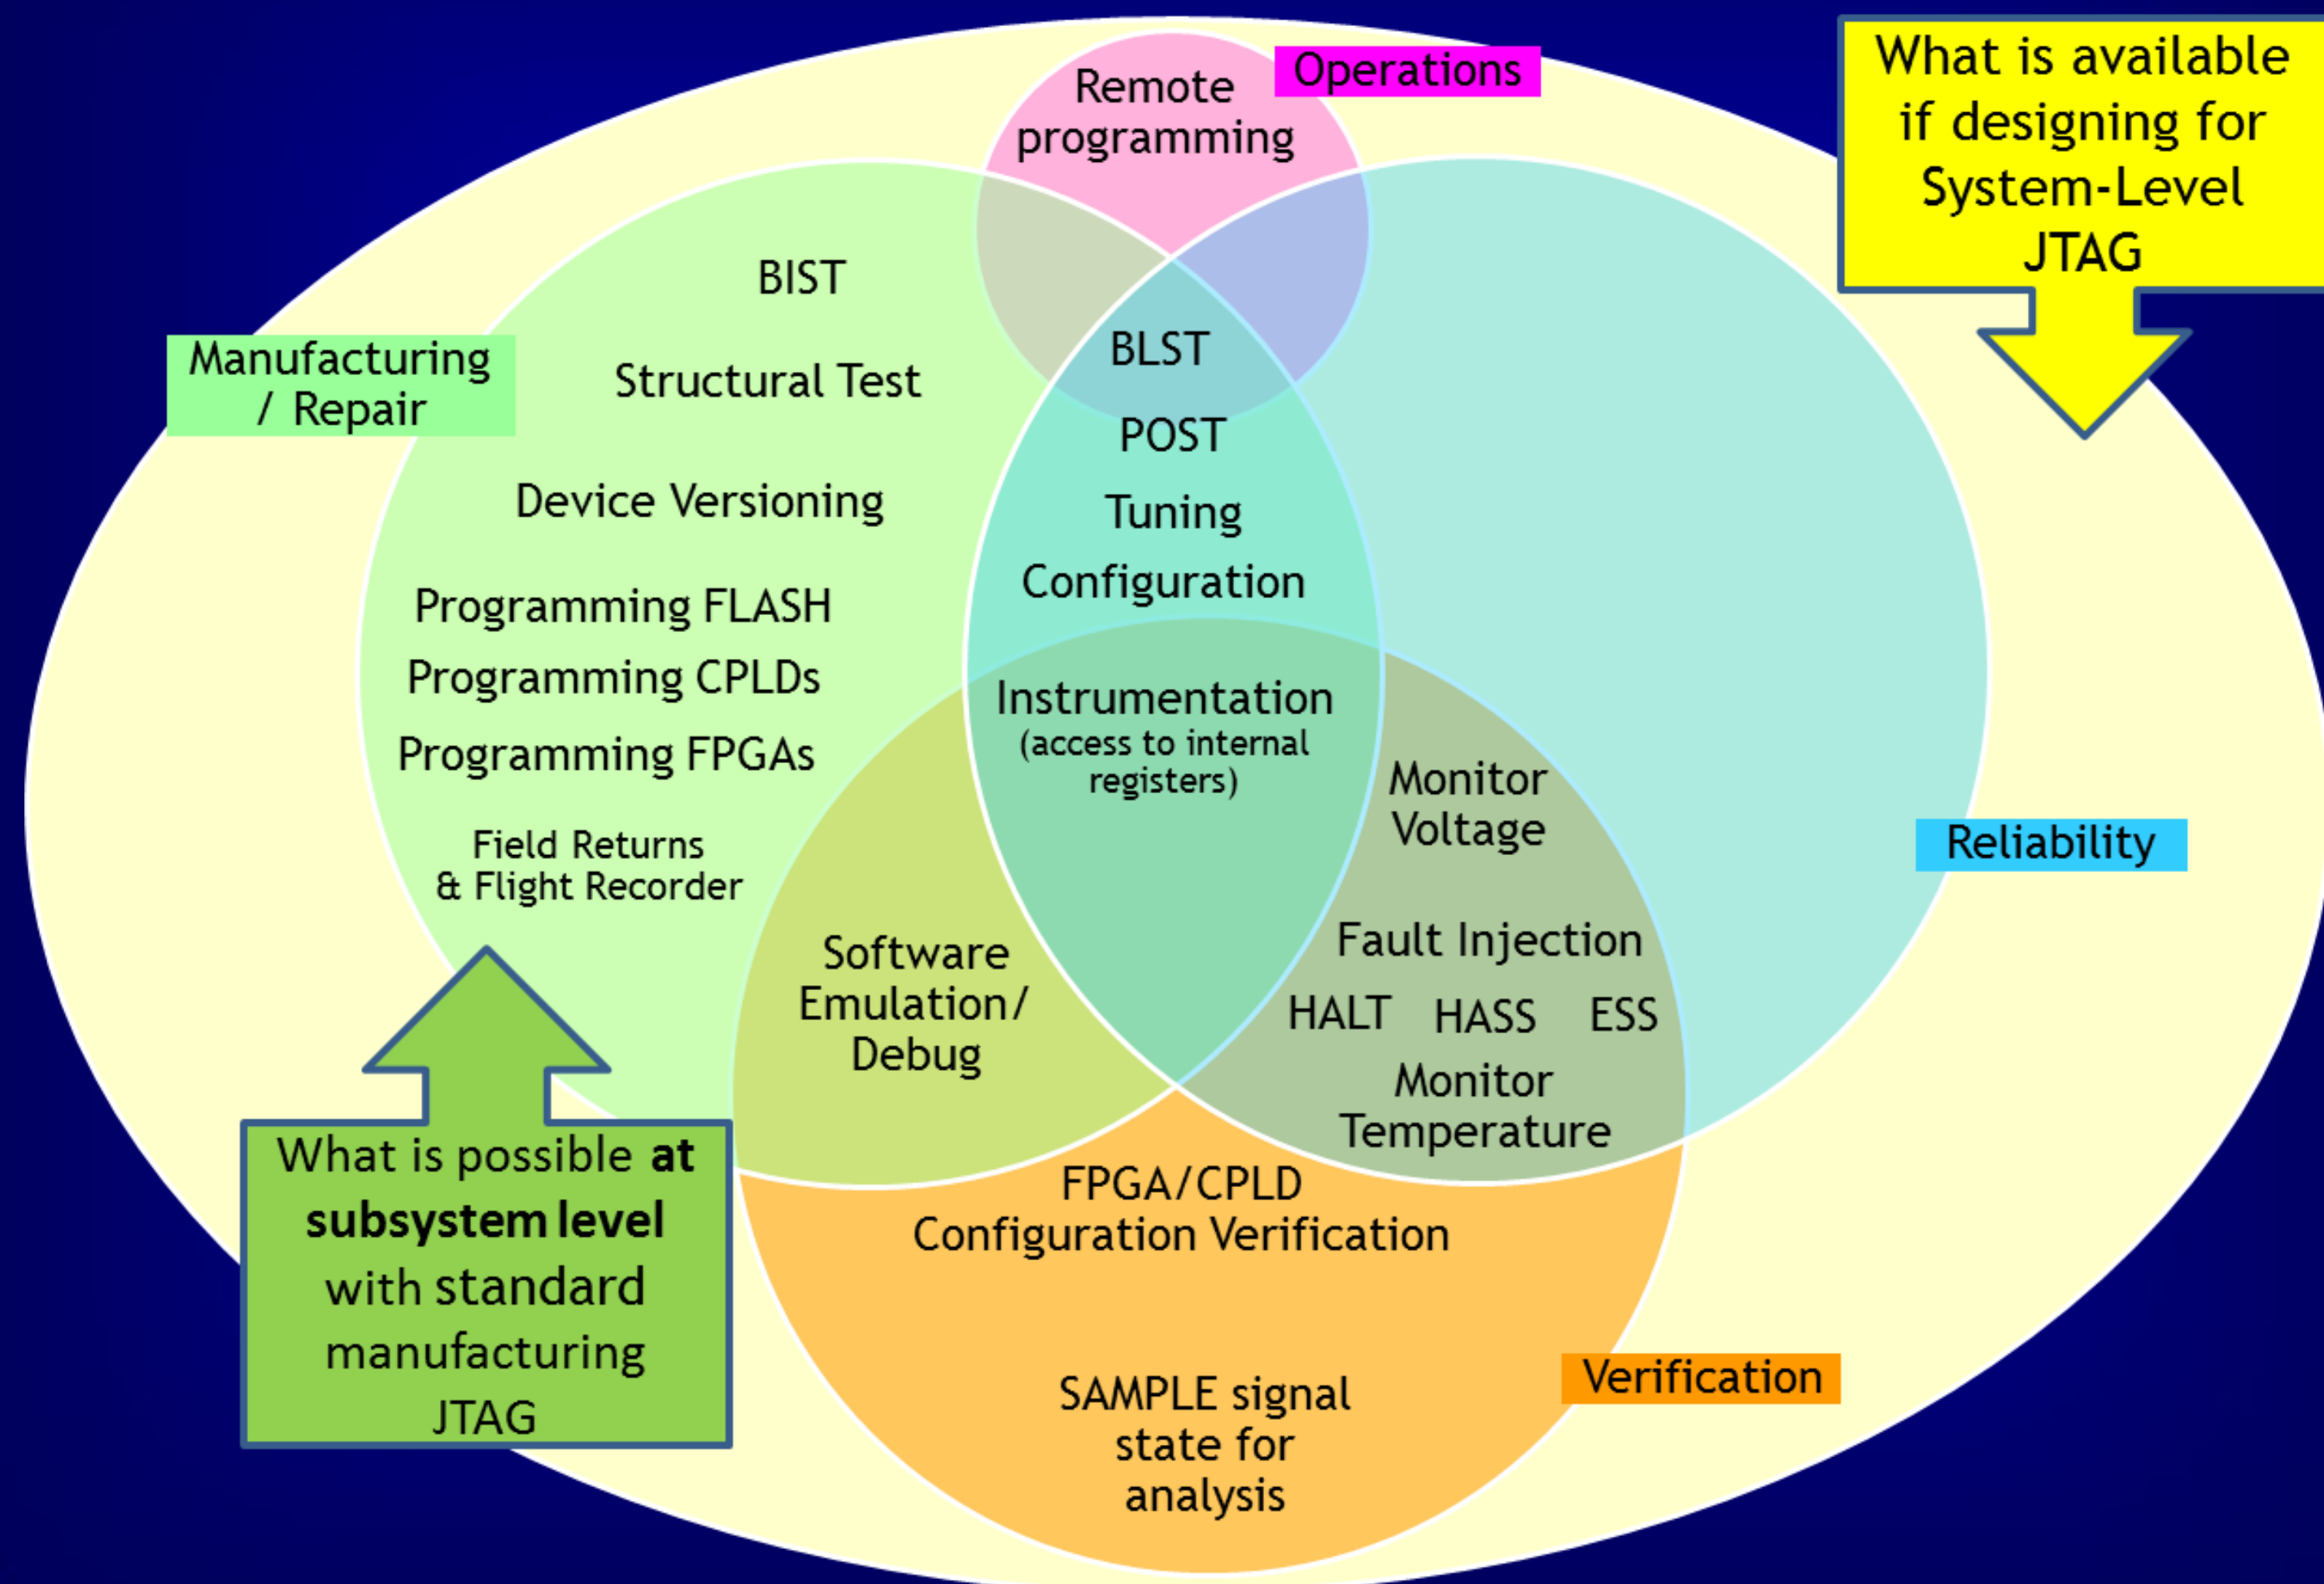 Remote
programming
Operations
What is available
if designing for
System-Level
JTAG
BIST
Structural Test
Device Versioning
Programming FLASH
Programming CPLDs
Programming FPGAs
Field Returns
& Flight Recorder
Manufacturing
/ Repair
BLST
POST
Tuning
Configuration
Instrumentation
(access to internal
registers)
Monitor
Voltage
Fault Injection
HALT HASS ESS
Monitor
Temperature
Reliability
Software
Emulation/
Debug
What is possible at
subsystem level
with standard
manufacturing
JTAG
FPGA/CPLD
Configuration Verification
SAMPLE signal
state for
analysis
Verification